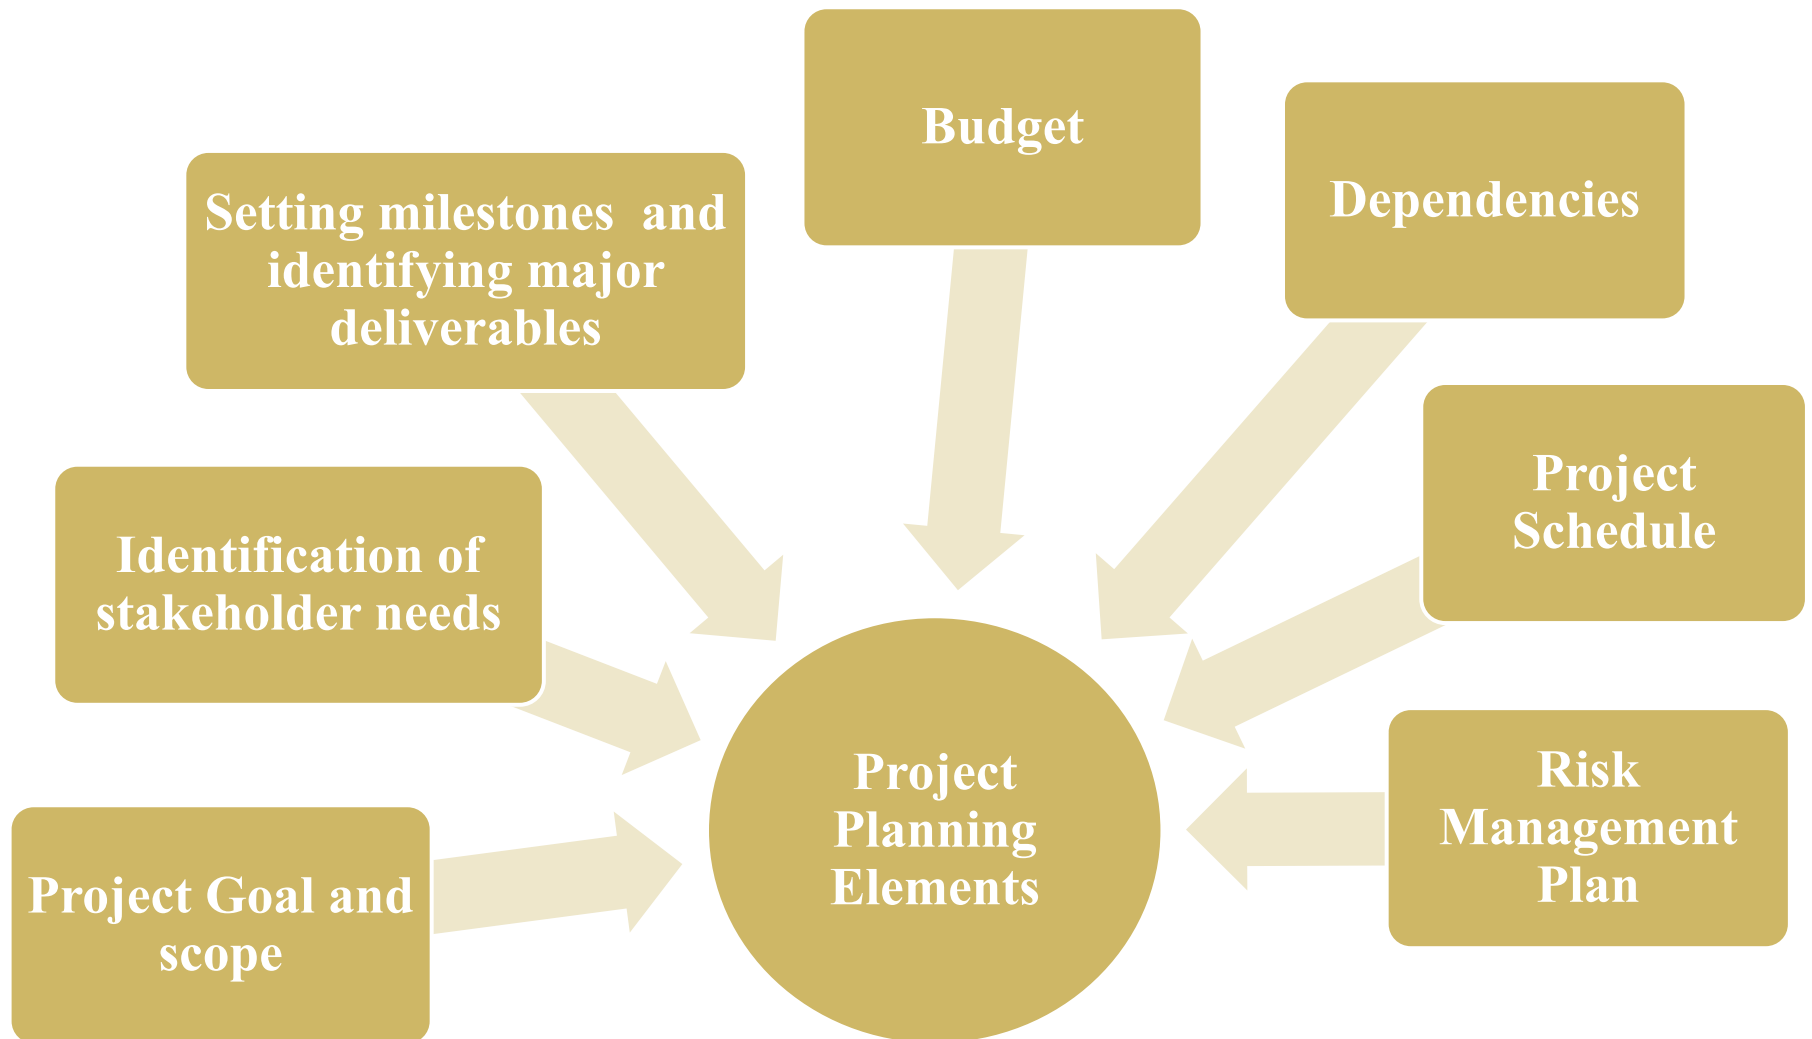 Budget
Dependencies
Setting milestones  and
identifying major
deliverables
Project
Schedule
Identification of
stakeholder needs
Risk
Management
Plan
Project
Planning
Elements
Project Goal and
scope